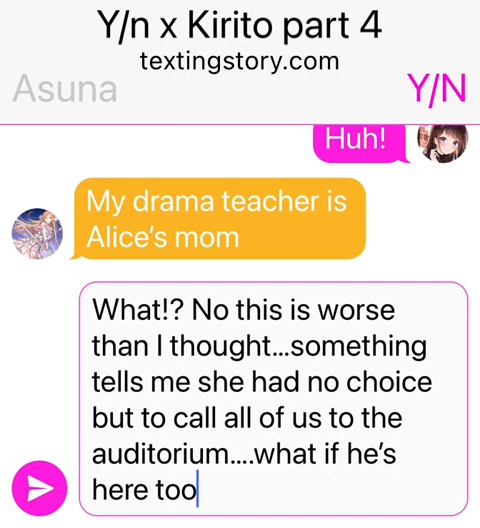 Y/n x Kirito part 4
textingstory.com
Asuna
Y/N
Huh!
My drama teacher is
Alice's mom
What!? No this is worse
than I thought...something
tells me she had no choice
but to call all of us to the
auditorium....what if he's
here too